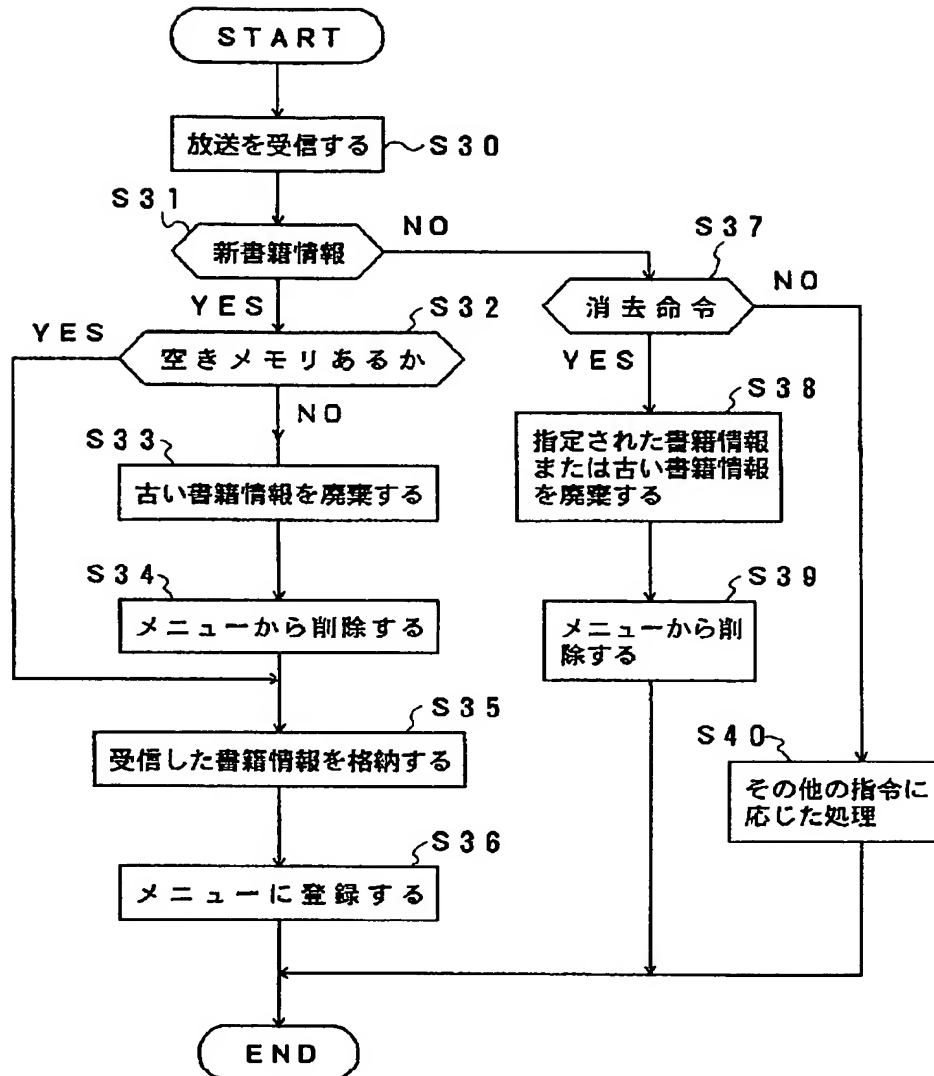 START
放送を受信する
S30
S31
新書籍情報
NO
YES
S32
空きメモリあるか
YES
NO
S33
古い書籍情報を廃棄する
S34
メニューから削除する
S35
受信した書籍情報を格納する
S36
メニューに登録する
S37
消去命令
NO
YES
S38
指定された書籍情報
または古い書籍情報
を廃棄する
S39
メニューから削
除する
S40
その他の指令に
応じた処理
END